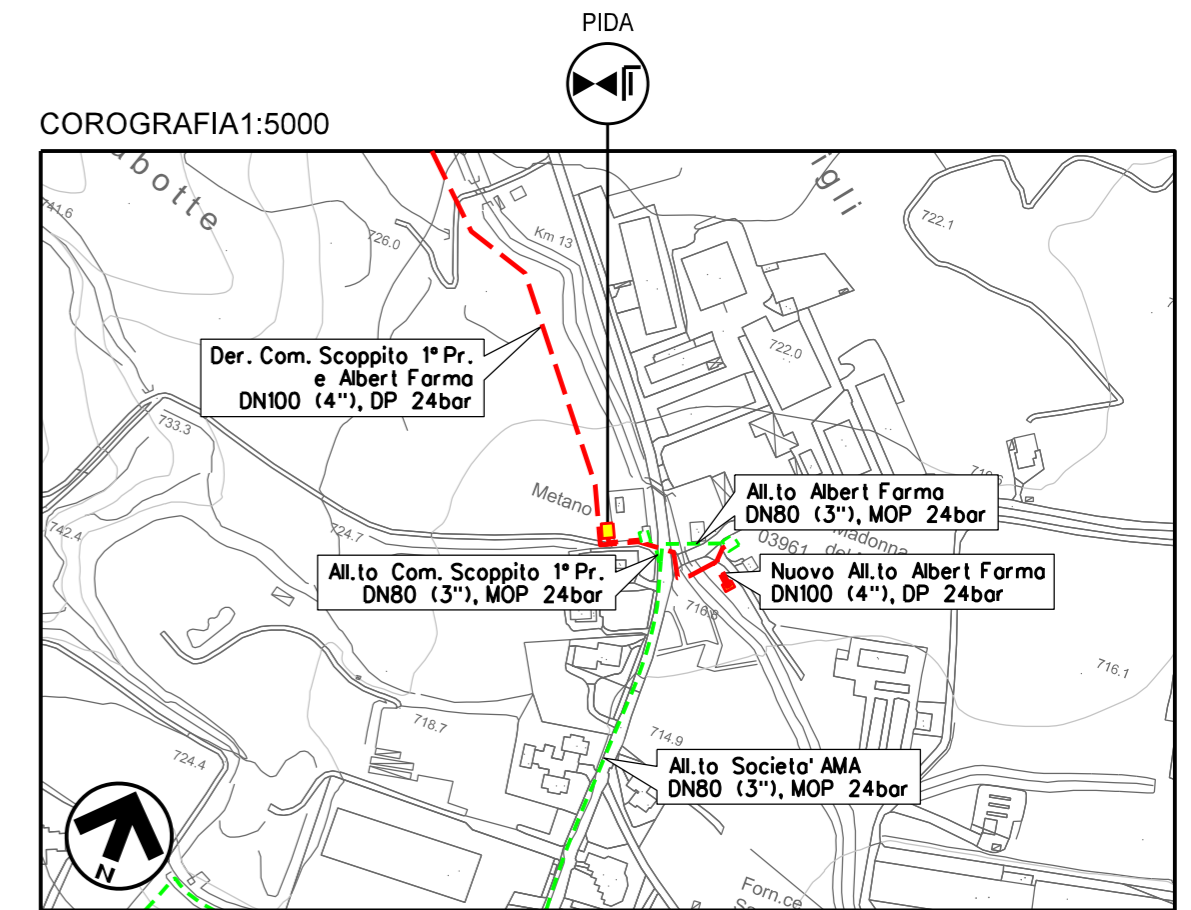 PIDA
COROGRAFIA1:5000
abotte
igli
741.6
726.0
Km 13
722.1
722.0
Der. Com. Scoppito 1° Pr.
e Albert Farma
DN100 (4"), DP 24bar
733.3
Metano
All.to Albert Farma
DN80 (3"), MOP 24bar
742.4
724.7
03961
Madonna
All.to Com. Scoppito 1° Pr.
DN80 (3"), MOP 24bar
Nuovo All.to Albert Farma
DN100 (4"), DP 24bar
716.8
716.1
718.7
714.9
724.4
All.to Societa' AMA
DN80 (3"), MOP 24bar
N
Forn.ce